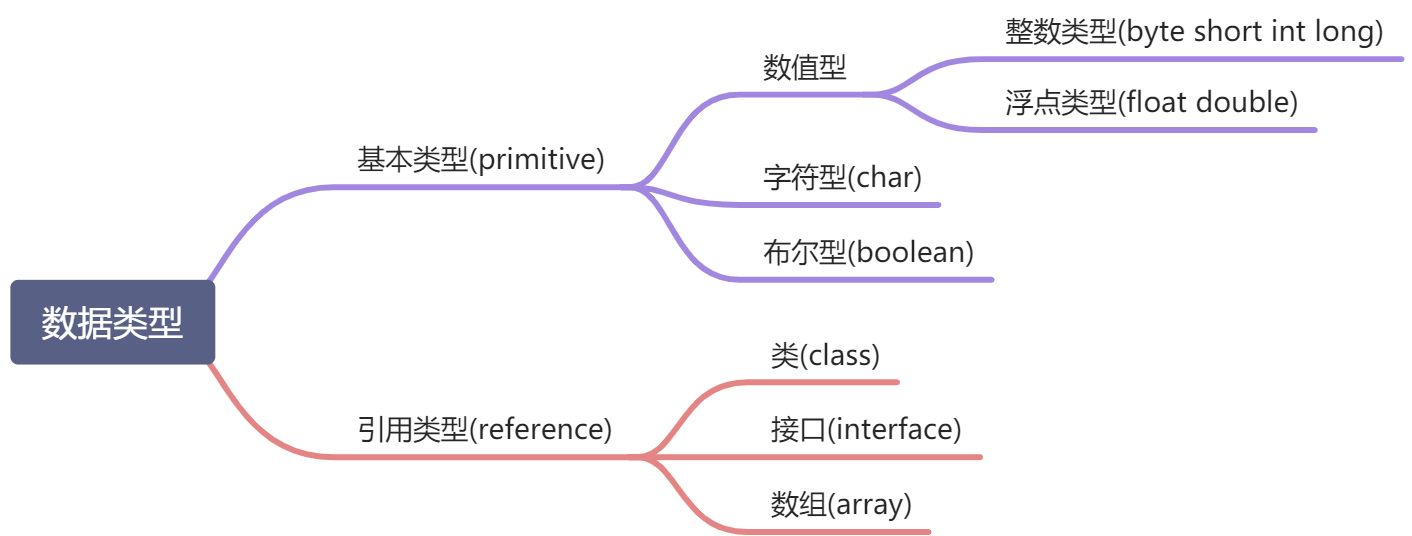 数据类型
基本类型(primitive)
数值型
整数类型(byte short int long)
浮点类型(float double)
字符型(char)
布尔型(boolean)
引用类型(reference)
类(class)
接口(interface)
数组(array)